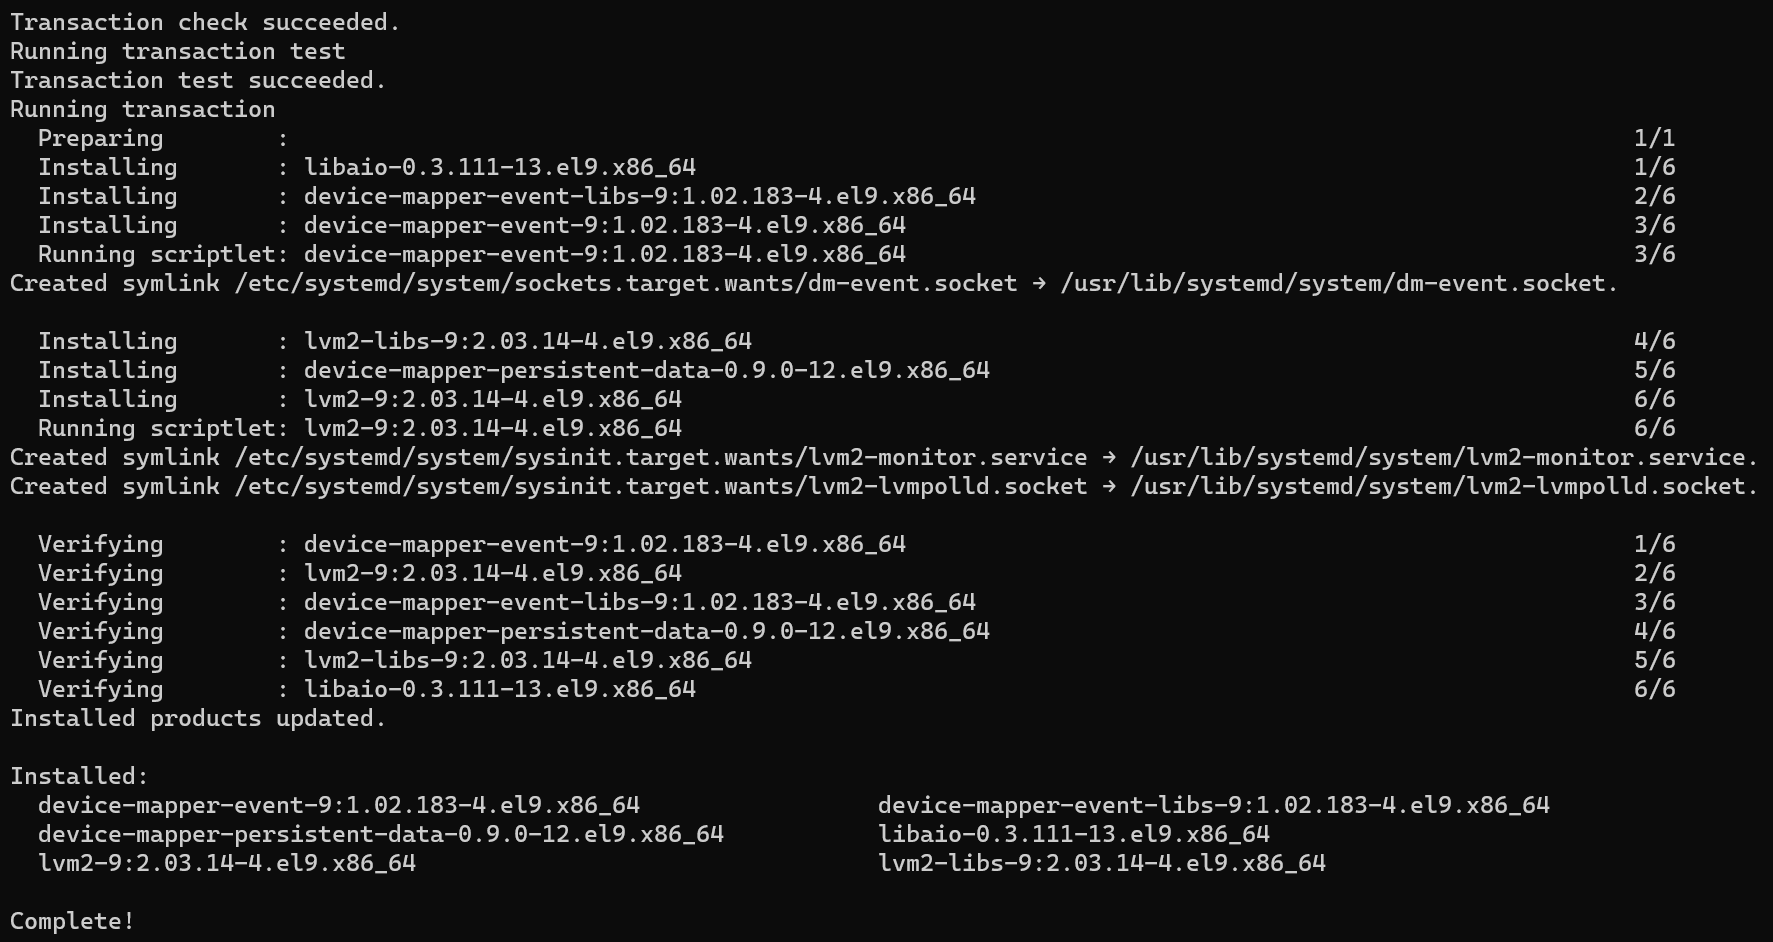 Transaction check succeeded.
Running transaction test
Transaction test succeeded.
Running transaction
  Preparing        :                                                                                                1/1
  Installing       : libaio-0.3.111-13.el9.x86_64                                                                   1/6
  Installing       : device-mapper-event-libs-9:1.02.183-4.el9.x86_64                                               2/6
  Installing       : device-mapper-event-9:1.02.183-4.el9.x86_64                                                    3/6
  Running scriptlet: device-mapper-event-9:1.02.183-4.el9.x86_64                                                    3/6
Created symlink /etc/systemd/system/sockets.target.wants/dm-event.socket → /usr/lib/systemd/system/dm-event.socket.

  Installing       : lvm2-libs-9:2.03.14-4.el9.x86_64                                                               4/6
  Installing       : device-mapper-persistent-data-0.9.0-12.el9.x86_64                                              5/6
  Installing       : lvm2-9:2.03.14-4.el9.x86_64                                                                    6/6
  Running scriptlet: lvm2-9:2.03.14-4.el9.x86_64                                                                    6/6
Created symlink /etc/systemd/system/sysinit.target.wants/lvm2-monitor.service → /usr/lib/systemd/system/lvm2-monitor.service.
Created symlink /etc/systemd/system/sysinit.target.wants/lvm2-lvmpolld.socket → /usr/lib/systemd/system/lvm2-lvmpolld.socket.

  Verifying        : device-mapper-event-9:1.02.183-4.el9.x86_64                                                    1/6
  Verifying        : lvm2-9:2.03.14-4.el9.x86_64                                                                    2/6
  Verifying        : device-mapper-event-libs-9:1.02.183-4.el9.x86_64                                               3/6
  Verifying        : device-mapper-persistent-data-0.9.0-12.el9.x86_64                                              4/6
  Verifying        : lvm2-libs-9:2.03.14-4.el9.x86_64                                                               5/6
  Verifying        : libaio-0.3.111-13.el9.x86_64                                                                   6/6
Installed products updated.

Installed:
  device-mapper-event-9:1.02.183-4.el9.x86_64                 device-mapper-event-libs-9:1.02.183-4.el9.x86_64
  device-mapper-persistent-data-0.9.0-12.el9.x86_64           libaio-0.3.111-13.el9.x86_64
  lvm2-9:2.03.14-4.el9.x86_64                                 lvm2-libs-9:2.03.14-4.el9.x86_64

Complete!